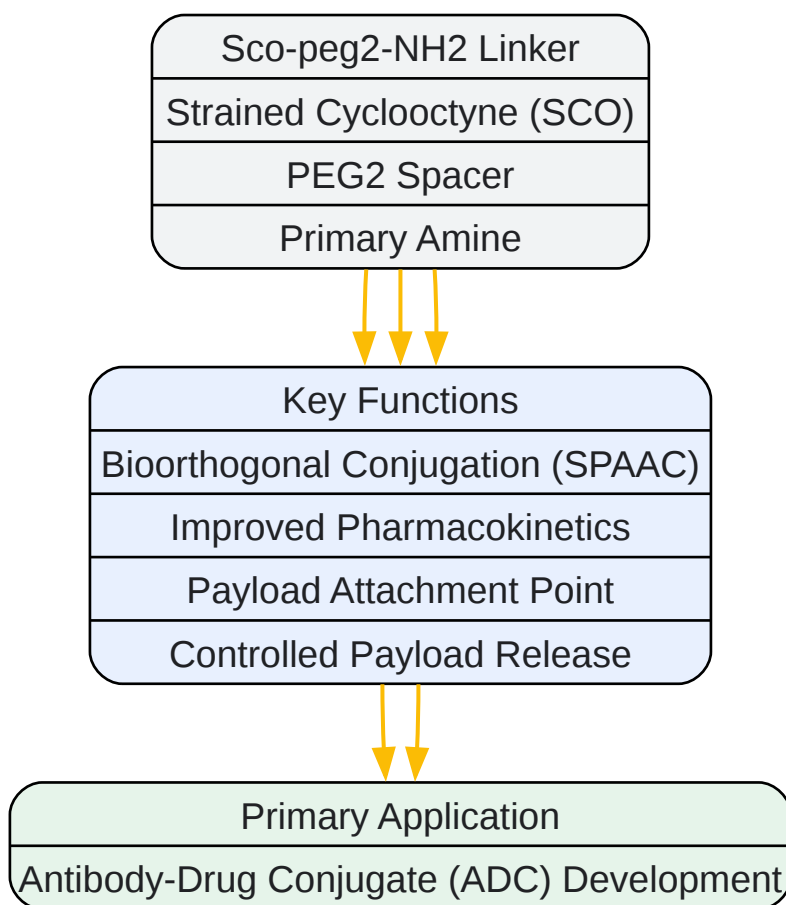 Sco-peg2-NH2 Linker
Strained Cyclooctyne (SCO)
PEG2 Spacer
Primary Amine
Key Functions
Bioorthogonal Conjugation (SPAAC)
Improved Pharmacokinetics
Payload Attachment Point
Controlled Payload Release
Primary Application
Antibody-Drug Conjugate (ADC) Development